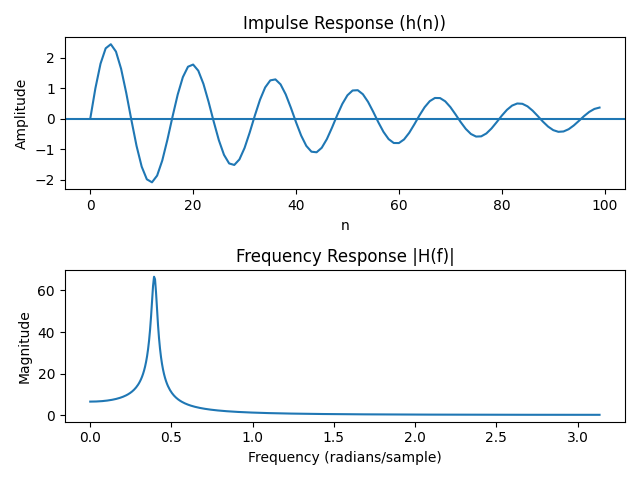 Impulse Response (h(n))
Amplitude
2
1
0
−1
−2
0 20 40 60 80 100
n
Frequency Response |H(f)|
Magnitude
60
40
20
0
0.0 0.5 1.0 1.5 2.0 2.5 3.0
Frequency (radians/sample)